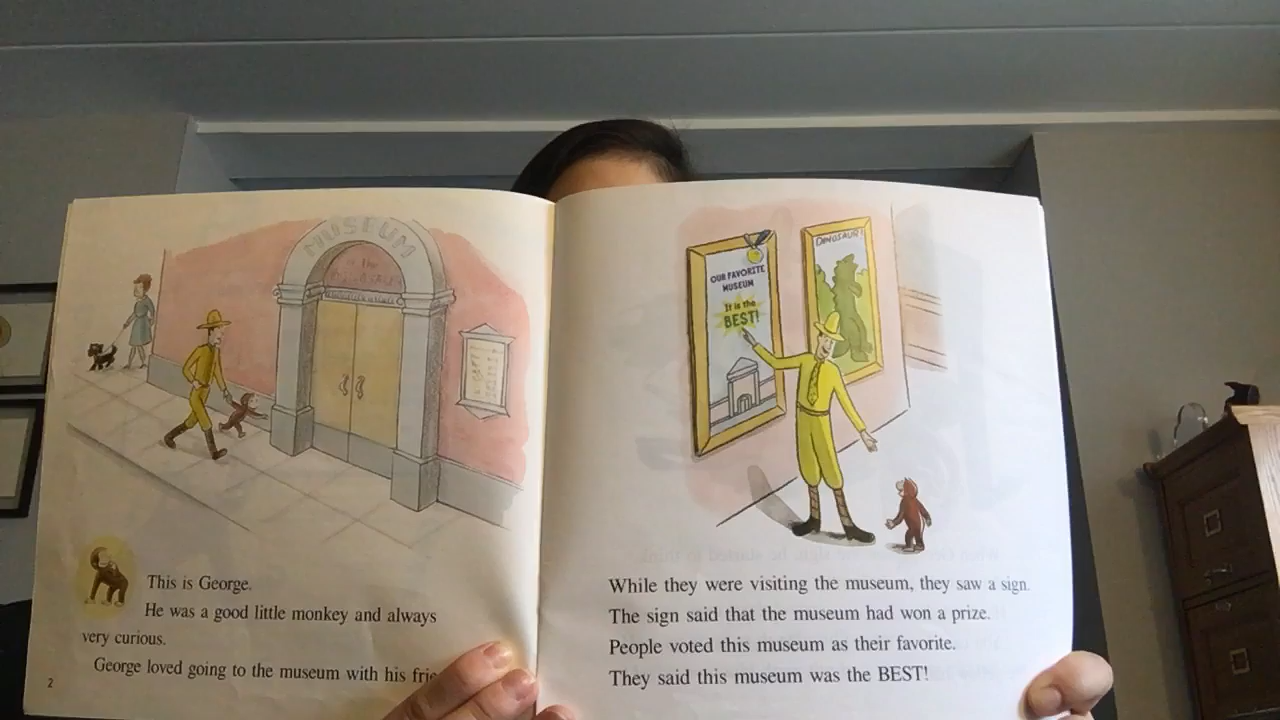 MUSEUM
of the
This is George.
He was a good little monkey and always
very curious.
George loved going to the museum with his
2
OUR FAVORITE
MUSEUM
It is the
BEST!
DINOSAUR!
While they were visiting the museum, they saw a sign.
The sign said that the museum had won a prize.
People voted this museum as their favorite.
They said this museum was the BEST!